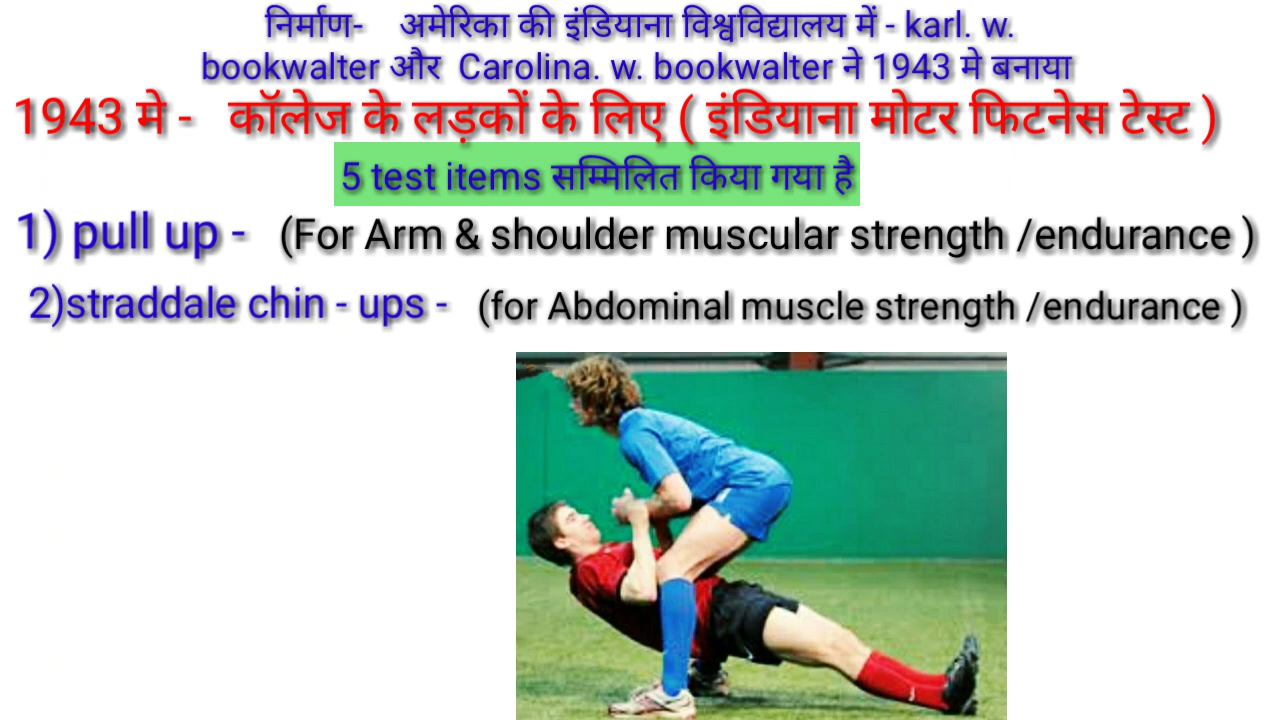 निर्माण- अमेरिका की इंडियाना विश्वविद्यालय में - karl. w.
bookwalter और Carolina. w. bookwalter ने 1943 मे बनाया
1943 मे - कॉलेज के लड़कों के लिए ( इंडियाना मोटर फिटनेस टेस्ट )
5 test items सम्मिलित किया गया है
1) pull up - (For Arm & shoulder muscular strength /endurance )
2)straddale chin - ups - (for Abdominal muscle strength /endurance )